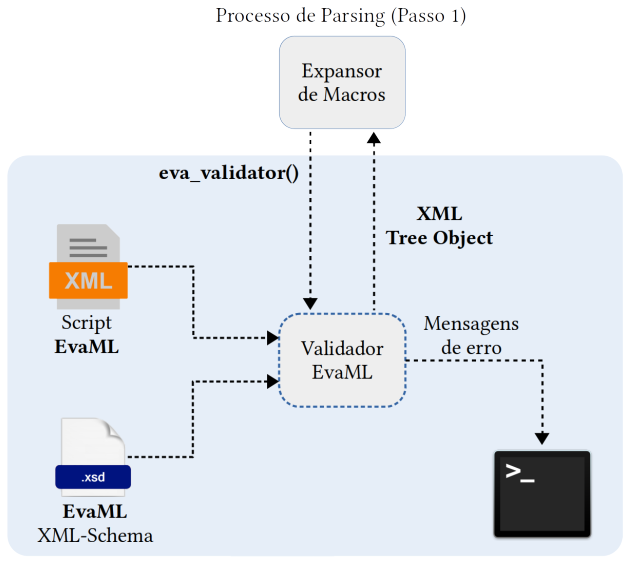 Processo de Parsing (Passo 1)
Expansor
de Macros
eva_validator()
XML
Tree Object
XML
Script
EvaML
Validador
EvaML
Mensagens
de erro
.xsd
EvaML
XML-Schema
>_